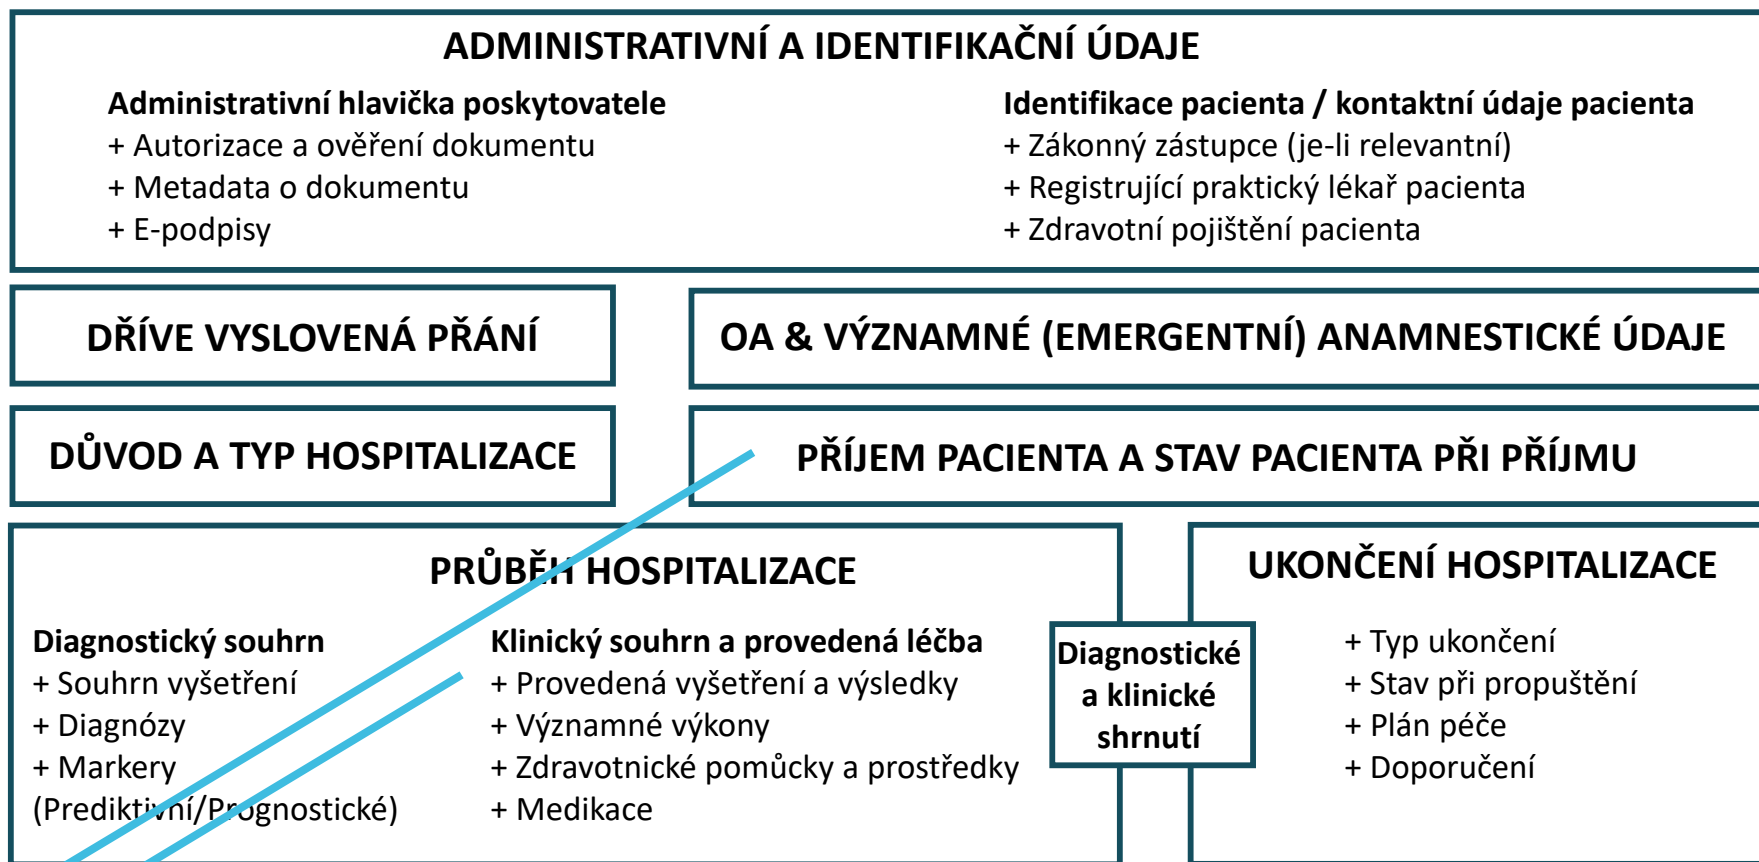 ADMINISTRATIVNÍ A IDENTIFIKAČNÍ ÚDAJE
Administrativní hlavička poskytovatele
+ Autorizace a ověření dokumentu
+ Metadata o dokumentu
+ E-podpisy
Identifikace pacienta / kontaktní údaje pacienta
+ Zákonný zástupce (je-li relevantní)
+ Registrující praktický lékař pacienta
+ Zdravotní pojištění pacienta
DŘÍVE VYSLOVENÁ PŘÁNÍ
OA & VÝZNAMNÉ (EMERGENTNÍ) ANAMNESTICKÉ ÚDAJE
DŮVOD A TYP HOSPITALIZACE
PŘÍJEM PACIENTA A STAV PACIENTA PŘI PŘÍJMU
PRŮBĚH HOSPITALIZACE
Diagnostický souhrn
+ Souhrn vyšetření
+ Diagnózy
+ Markery
(Prediktivní/Prognostické)
Klinický souhrn a provedená léčba
+ Provedená vyšetření a výsledky
+ Významné výkony
+ Zdravotnické pomůcky a prostředky
+ Medikace
Diagnostické
a klinické
shrnutí
UKONČENÍ HOSPITALIZACE
+ Typ ukončení
+ Stav při propuštění
+ Plán péče
+ Doporučení